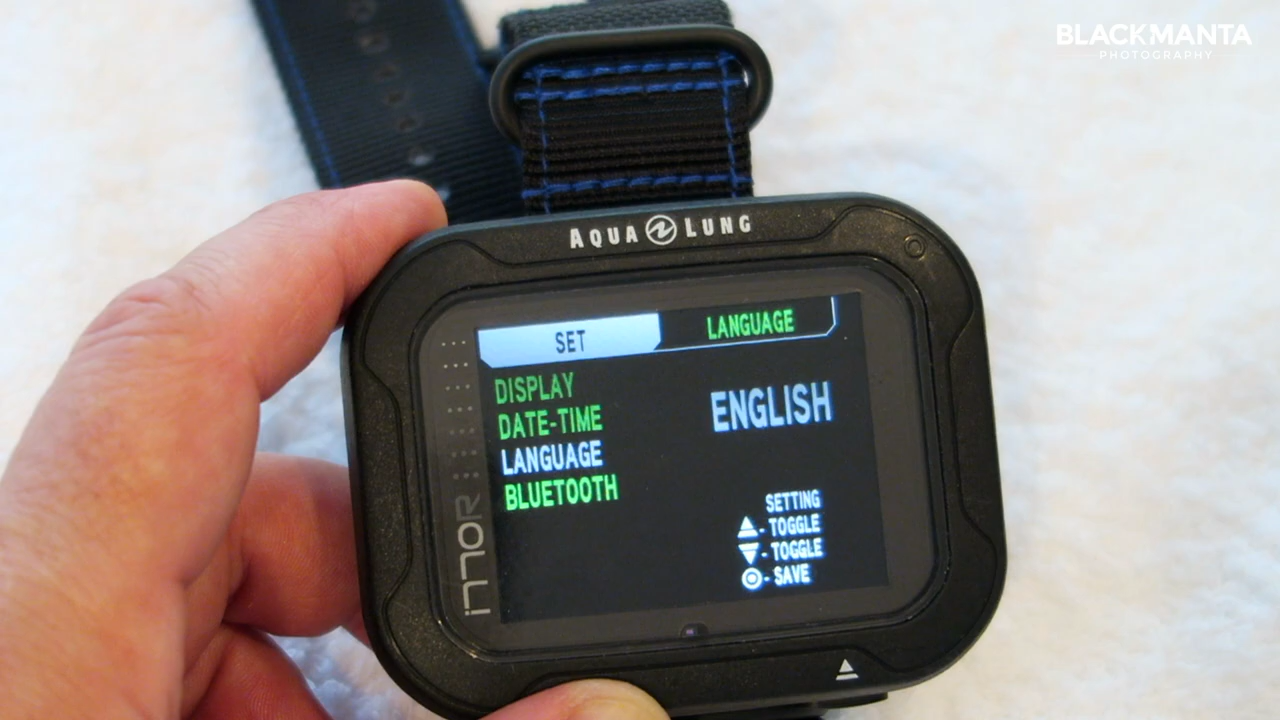 BLACKMANTA
PHOTOGRAPHY
AQUA LUNG
SET
LANGUAGE
DISPLAY
DATE-TIME
LANGUAGE
BLUETOOTH
ENGLISH
SETTING
- TOGGLE
- TOGGLE
- SAVE
i770R